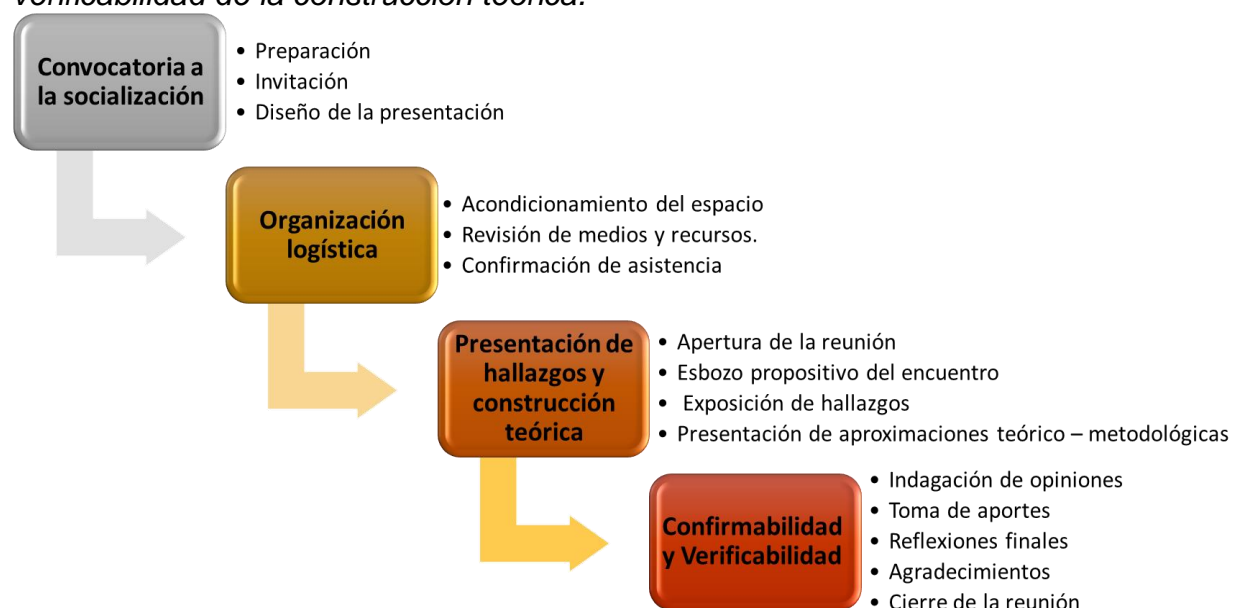 verificabilidad de la construcción teórica.
Convocatoria a
la socialización
• Preparación
• Invitación
• Diseño de la presentación
Organización
logística
• Acondicionamiento del espacio
• Revisión de medios y recursos.
• Confirmación de asistencia
Presentación de
hallazgos y
construcción
teórica
• Apertura de la reunión
• Esbozo propositivo del encuentro
• Exposición de hallazgos
• Presentación de aproximaciones teórico – metodológicas
Confirmabilidad
y Verificabilidad
• Indagación de opiniones
• Toma de aportes
• Reflexiones finales
• Agradecimientos
• Cierre de la reunión